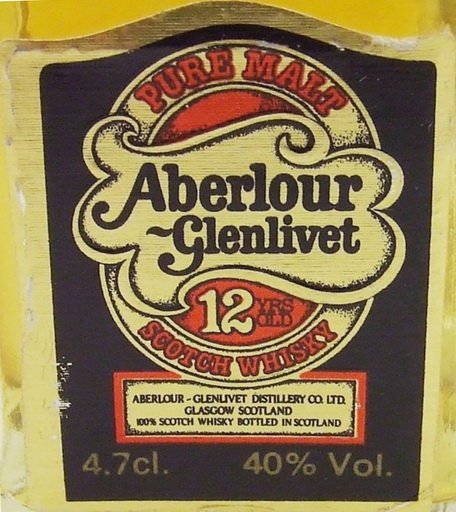 PURE MALT
Aberlour
~Glenlivet
12 YRS
OLD
SCOTCH WHISKY
ABERLOUR - GLENLIVET DISTILLERY CO. LTD.
GLASGOW SCOTLAND
100% SCOTCH WHISKY BOTTLED IN SCOTLAND
4.7cl. 40% Vol.